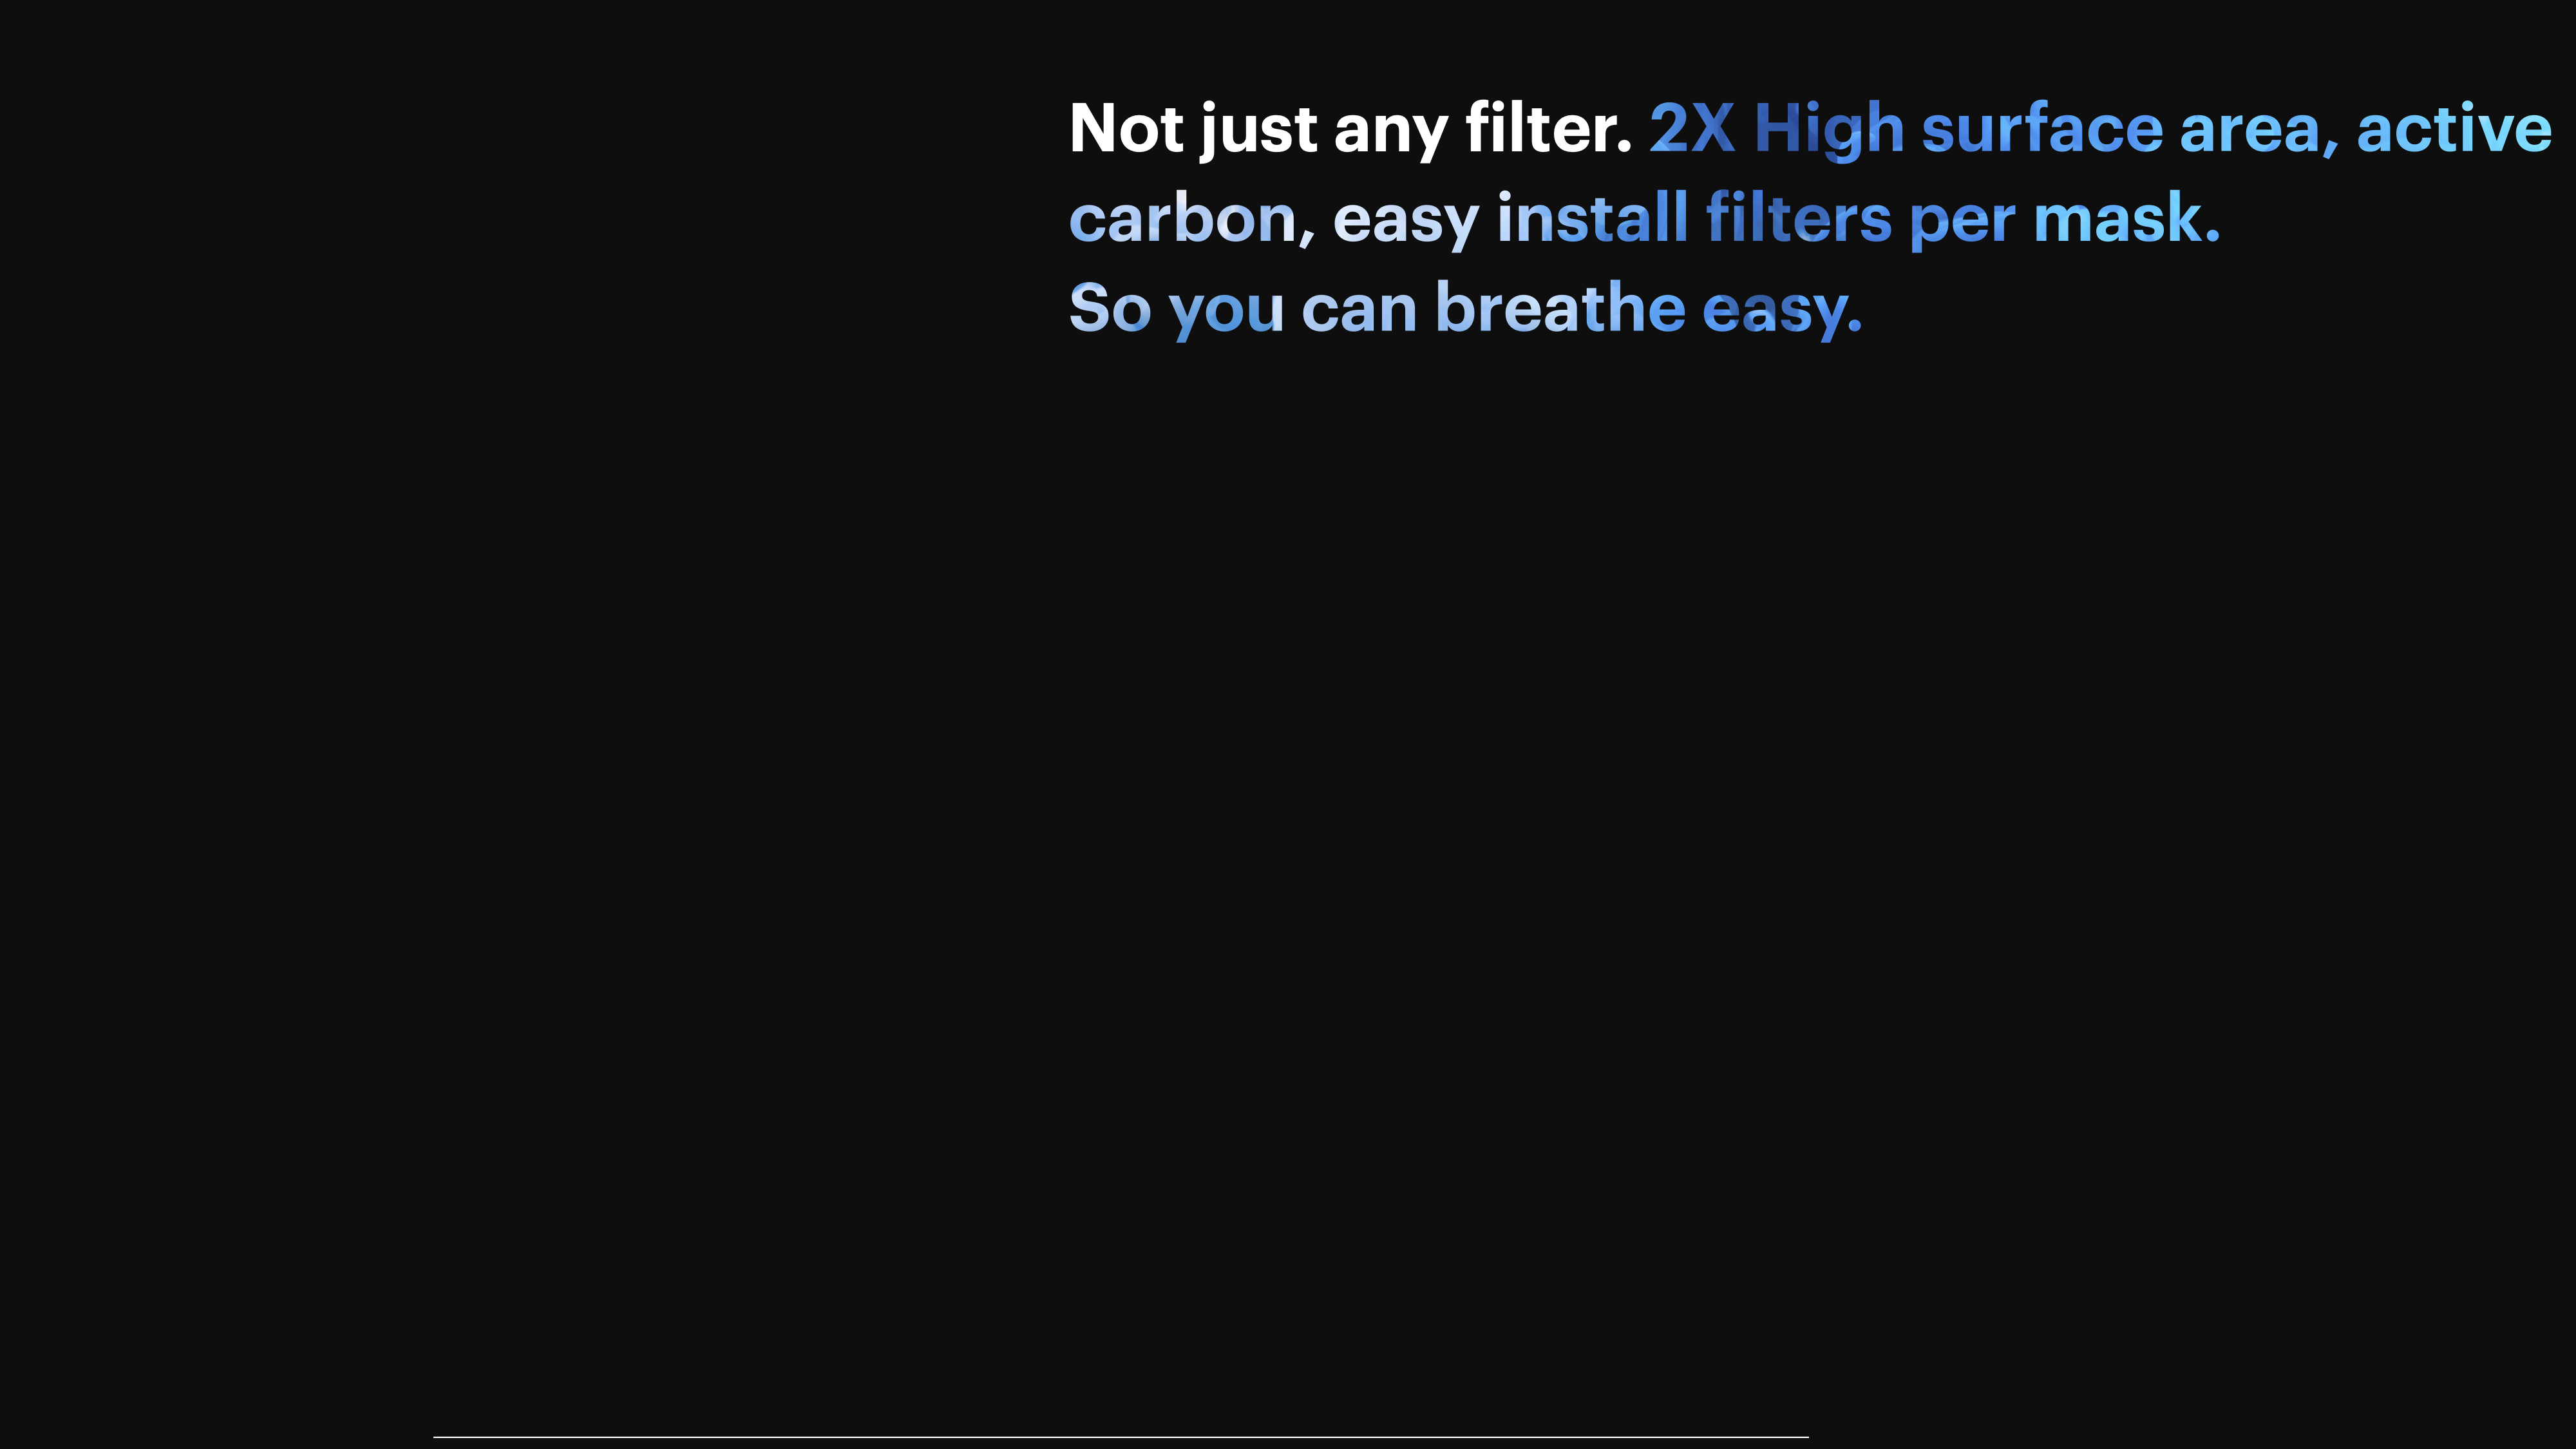 Not just any filter. 2X High surface area, active
carbon, easy install filters per mask.
So you can breathe easy.